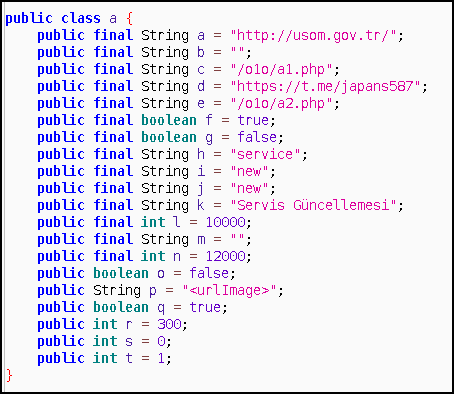 public class a {
    public final String a = "http://usom.gov.tr/";
    public final String b = "";
    public final String c = "/o1o/a1.php";
    public final String d = "https://t.me/japans587";
    public final String e = "/o1o/a2.php";
    public final boolean f = true;
    public final boolean g = false;
    public final String h = "service";
    public final String i = "new";
    public final String j = "new";
    public final String k = "Servis Güncellemesi";
    public final int l = 10000;
    public final String m = "";
    public final int n = 12000;
    public boolean o = false;
    public String p = "<urlImage>";
    public boolean q = true;
    public int r = 300;
    public int s = 0;
    public int t = 1;
}